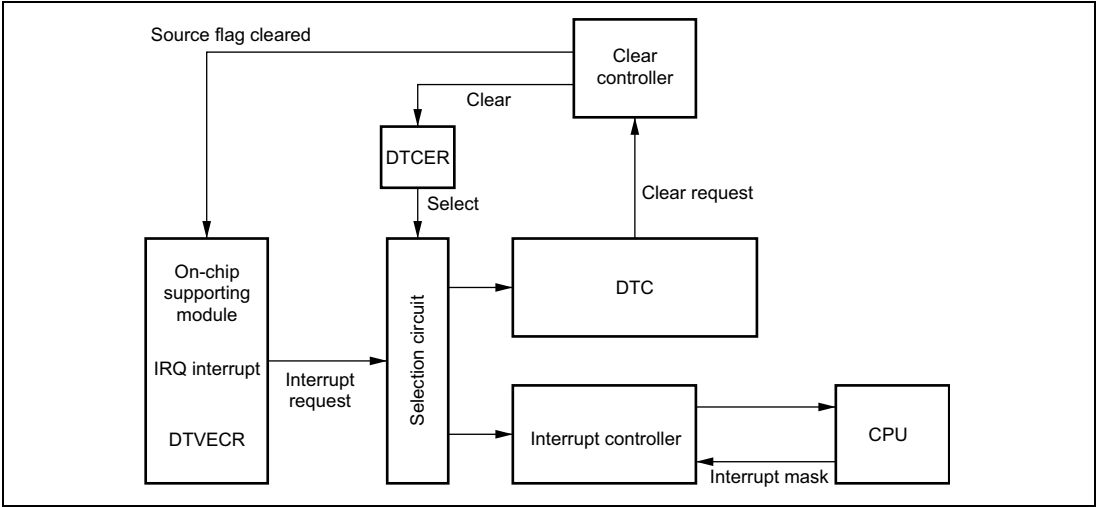 Source flag cleared
Clear
controller
Clear
DTCER
Clear request
Select
On-chip
supporting
module
IRQ interrupt
DTVECR
Interrupt
request
Selection circuit
DTC
Interrupt controller
CPU
Interrupt mask